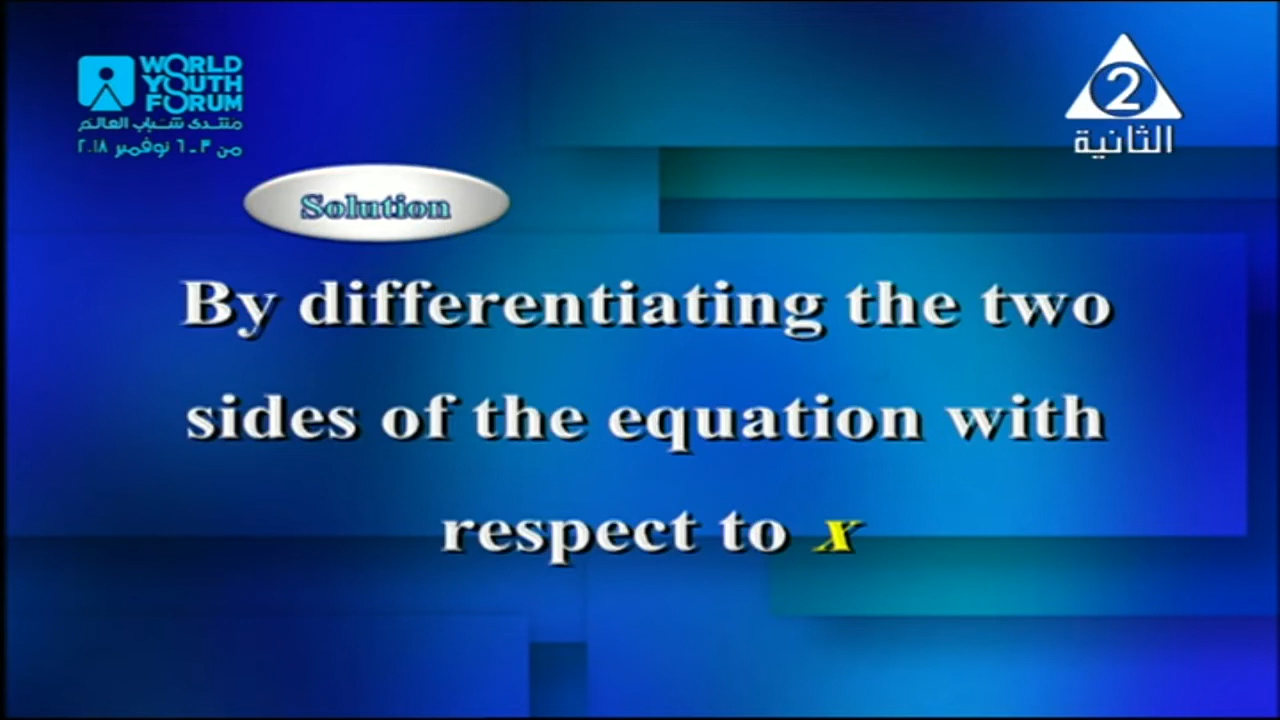 WORLD
YOUTH
FORUM
منتدى شباب العالم
من ٣ - ٦ نوفمبر ٢٠١٨
2
الثانية
Solution
By differentiating the two
sides of the equation with
respect to x